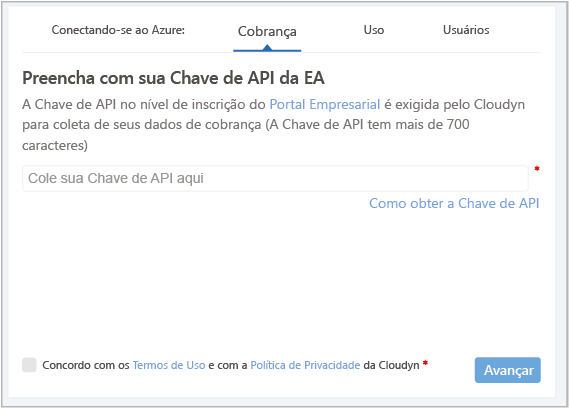 Conectando-se ao Azure: Cobrança Uso Usuários
Preencha com sua Chave de API da EA
A Chave de API no nível de inscrição do Portal Empresarial é exigida pelo Cloudyn
para coleta de seus dados de cobrança (A Chave de API tem mais de 700
caracteres)
Cole sua Chave de API aqui *
Como obter a Chave de API
Concordo com os Termos de Uso e com a Política de Privacidade da Cloudyn * Avançar